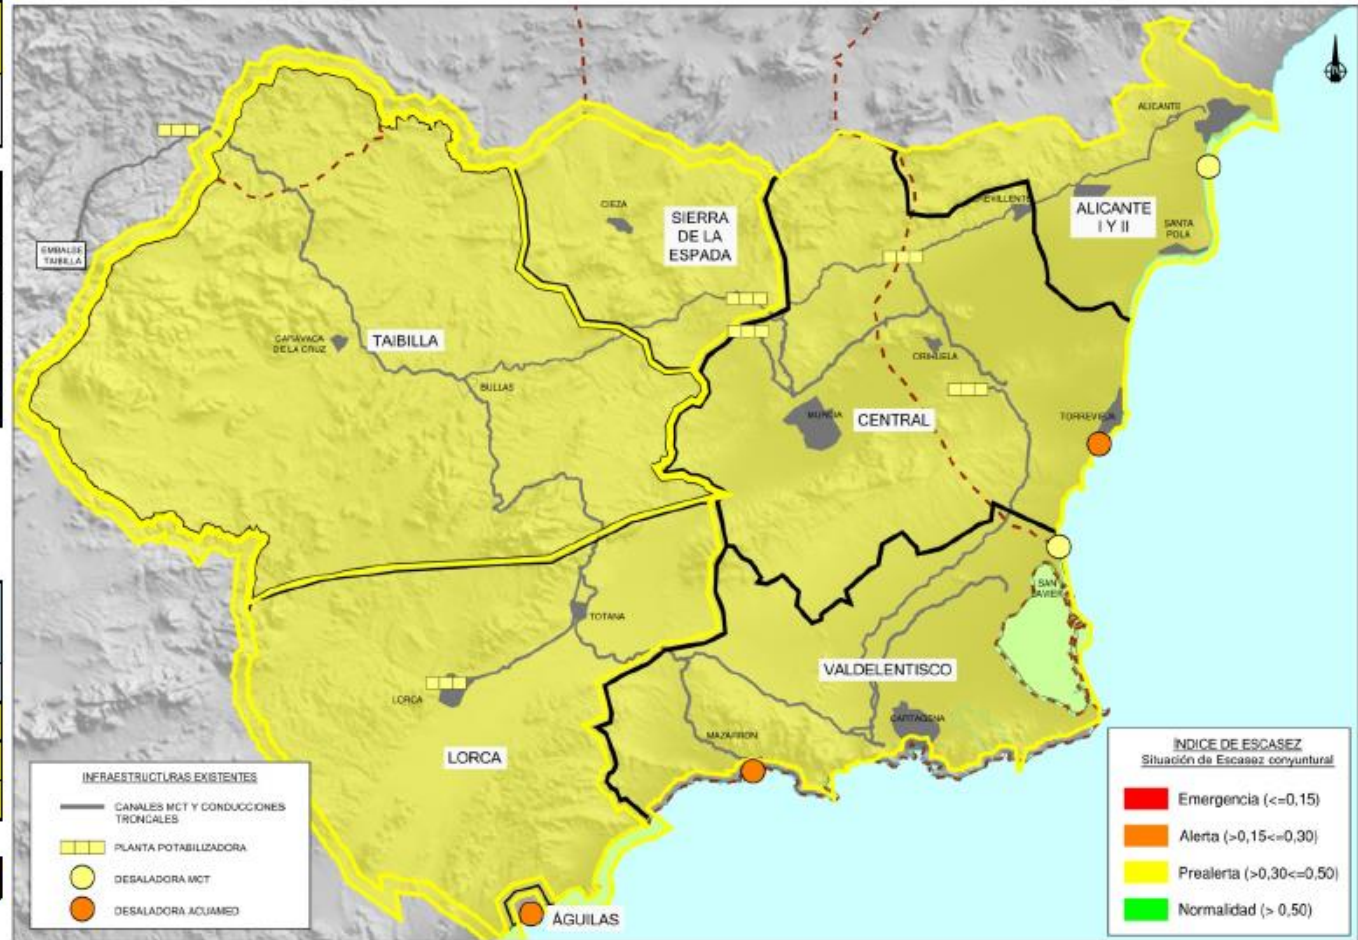 ALICANTE
CIEZA
SIERRA
DE LA
ESPADA
CREVILLENTE
ALICANTE
I Y II
SANTA
POLA
EMBALSE
TAIBILLA
CARAVACA
DE LA CRUZ
TAIBILLA
BULLAS
ORIHUELA
MURCIA
CENTRAL
TORREVIEJA
SAN
JAVIER
TOTANA
VALDELENTISCO
LORCA
CARTAGENA
MAZARRON
LORCA
ÁGUILAS
INFRAESTRUCTURAS EXISTENTES
CANALES MCT Y CONDUCCIONES
TRONCALES
PLANTA POTABILIZADORA
DESALADORA MCT
DESALADORA ACUAMED
ÍNDICE DE ESCASEZ
Situación de Escasez conyuntural
Emergencia (<=0,15)
Alerta (>0,15<=0,30)
Prealerta (>0,30<=0,50)
Normalidad (> 0,50)